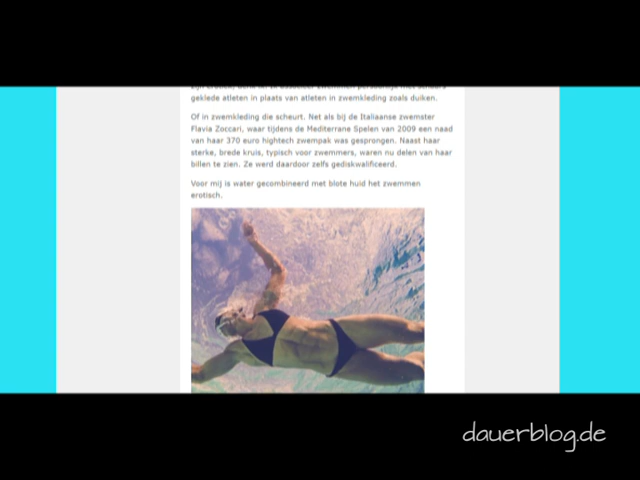 geklede atleten in plaats van atleten in zwemkleding zoals duiken.
Of in zwemkleding die scheurt. Net als bij de Italiaanse zwemster
Flavia Zoccari, waar tijdens de Mediterrane Spelen van 2009 een naad
van haar 370 euro hightech zwempak was gesprongen. Naast haar
sterke, brede kruis, typisch voor zwemmers, waren nu delen van haar
billen te zien. Ze werd daardoor zelfs gediskwalificeerd.
Voor mij is water gecombineerd met blote huid het zwemmen
erotisch.
dauerblog.de